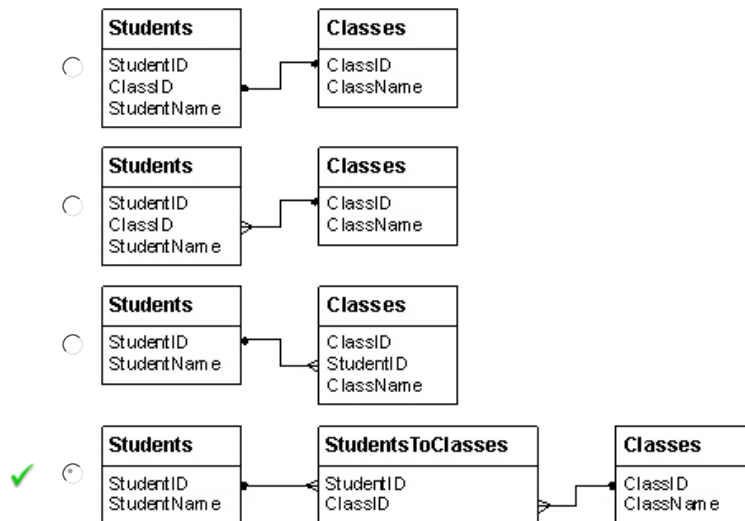 Students Classes
StudentID ClassID
ClassID ClassName
StudentName
Students Classes
StudentID ClassID
ClassID ClassName
StudentName
Students Classes
StudentID ClassID
StudentName StudentID
ClassName
Students StudentsToClasses Classes
StudentID StudentID ClassID
StudentName ClassID ClassName